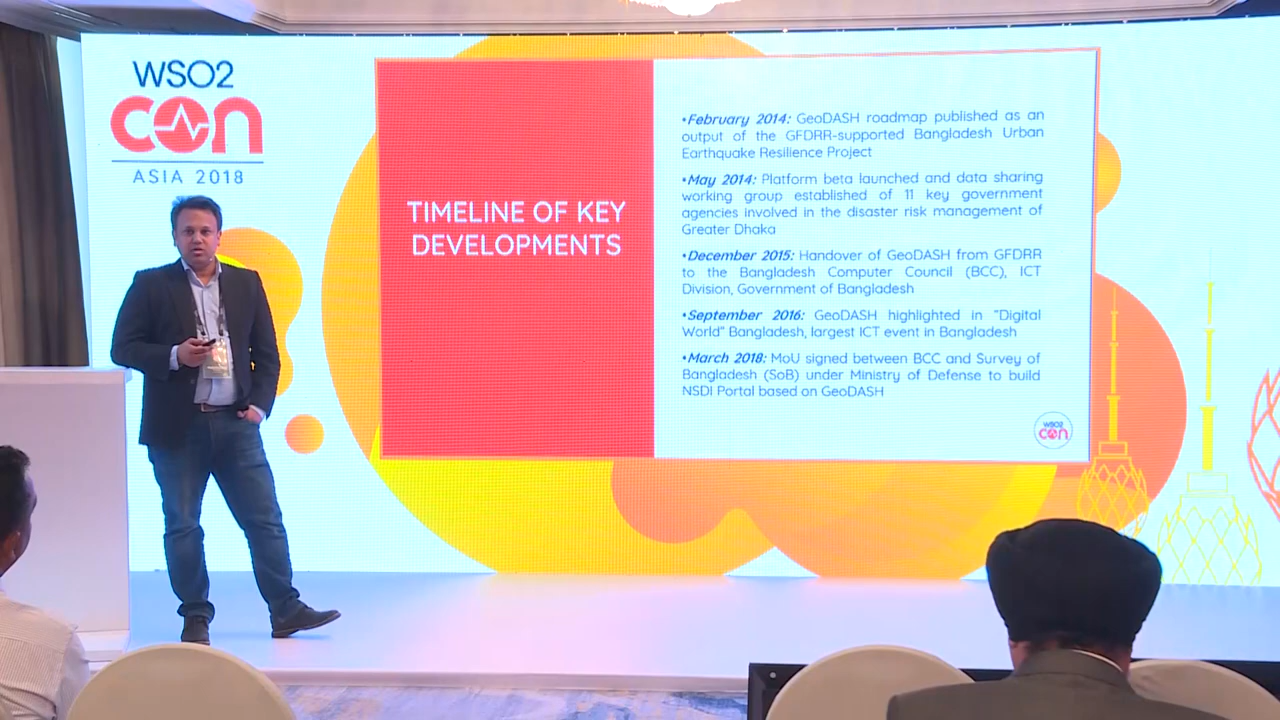 WSO2
CON
ASIA 2018
TIMELINE OF KEY
DEVELOPMENTS
•February 2014: GeoDASH roadmap published as an
output of the GFDRR-supported Bangladesh Urban
Earthquake Resilience Project
•May 2014: Platform beta launched and data sharing
working group established of 11 key government
agencies involved in the disaster risk management of
Greater Dhaka
•December 2015: Handover of GeoDASH from GFDRR
to the Bangladesh Computer Council (BCC), ICT
Division, Government of Bangladesh
•September 2016: GeoDASH highlighted in "Digital
World" Bangladesh, largest ICT event in Bangladesh
•March 2018: MoU signed between BCC and Survey of
Bangladesh (SoB) under Ministry of Defense to build
NSDI Portal based on GeoDASH
WSO2
CON